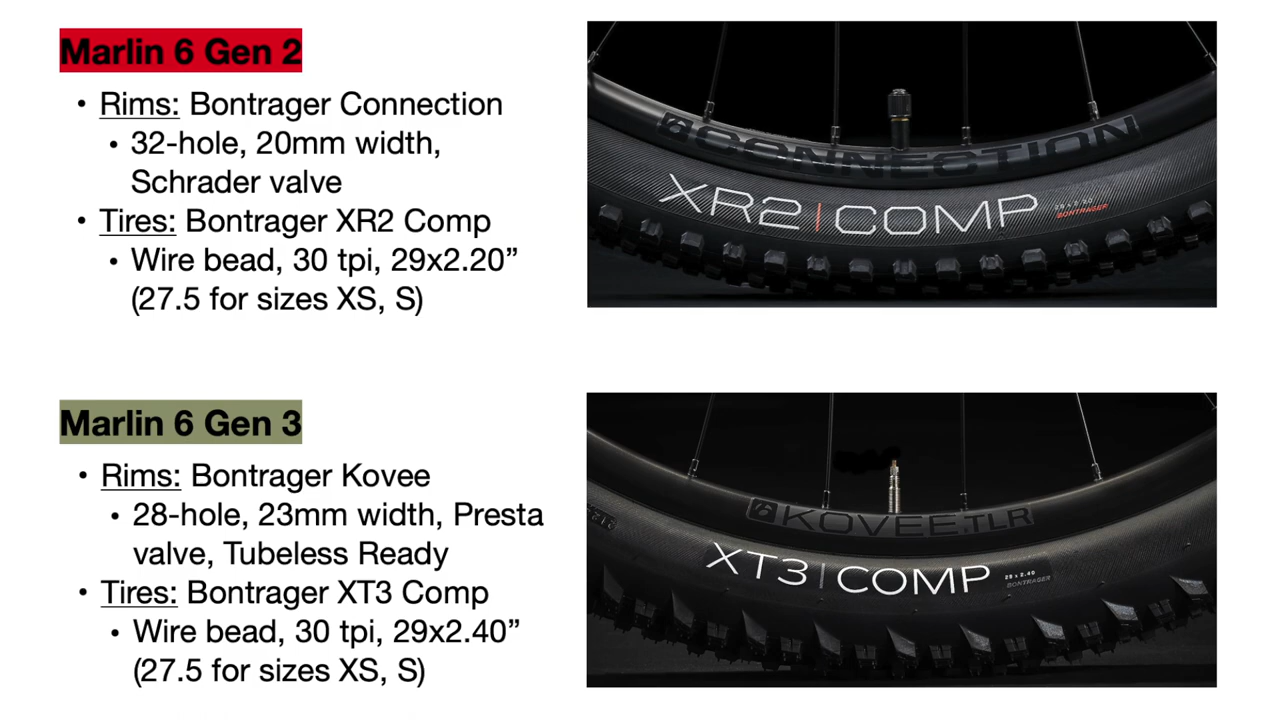 Marlin 6 Gen 2
• Rims: Bontrager Connection
• 32-hole, 20mm width,
Schrader valve
• Tires: Bontrager XR2 Comp
• Wire bead, 30 tpi, 29x2.20”
(27.5 for sizes XS, S)
CONNECTION
XR2|COMP
BONTRAGER
Marlin 6 Gen 3
• Rims: Bontrager Kovee
• 28-hole, 23mm width, Presta
valve, Tubeless Ready
• Tires: Bontrager XT3 Comp
• Wire bead, 30 tpi, 29x2.40”
(27.5 for sizes XS, S)
KOVEE TLR
XT3|COMP
29 x 2.40
BONTRAGER